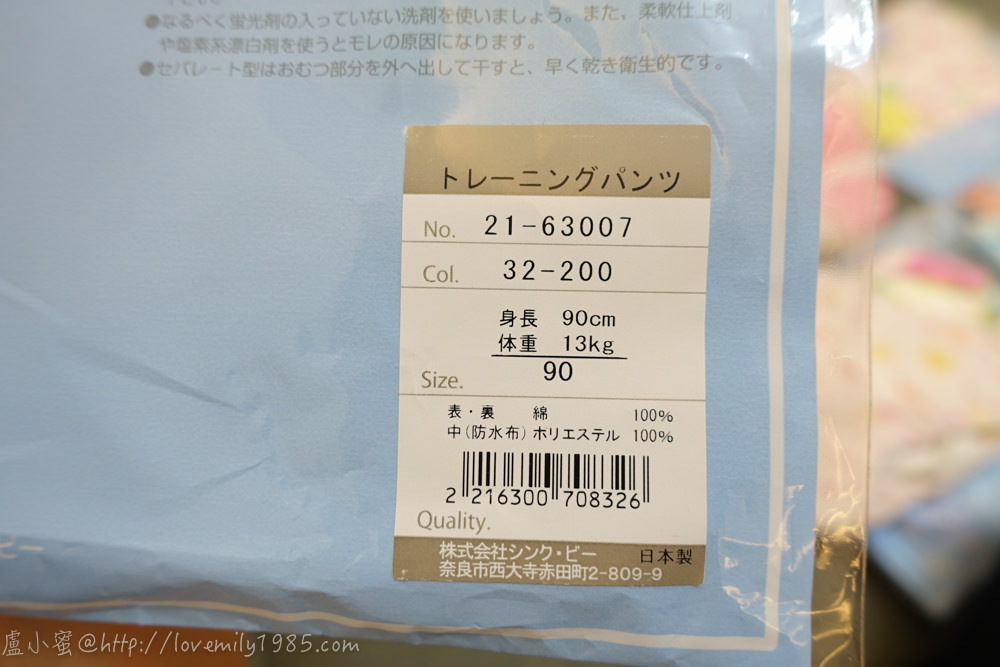 ●なるべく蛍光剤の入っていない洗剤を使いましょう。また、柔軟仕上剤
や塩素系漂白剤を使うとモレの原因になります。
●セパレート型はおむつ部分を外へ出して干すと、早く乾き衛生的です。
トレーニングパンツ
No. 21-63007
Col. 32-200
身長 90cm
体重 13kg
Size. 90
表・裏 綿 100%
中(防水布) ポリエステル 100%
2 216300 708326
Quality.
株式会社シンク・ビー 日本製
奈良市西大寺赤田町2-809-9
盧小蜜@http://lovemily1985.com